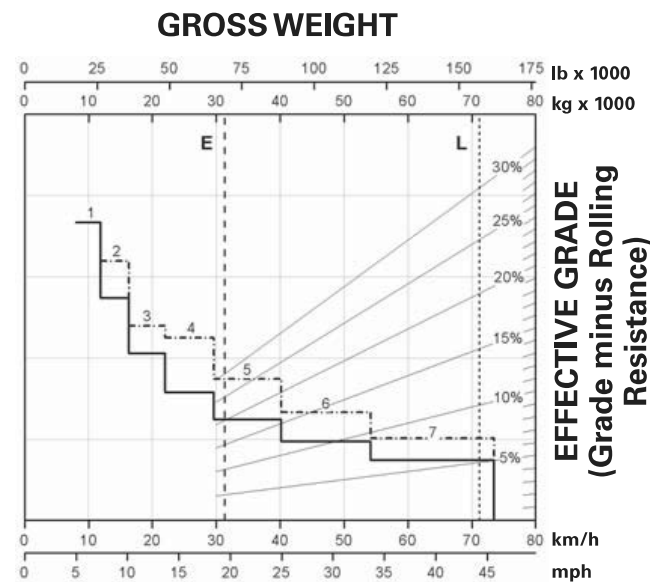 GROSS WEIGHT
0 25 50 70 100 120 150 175 lb x 1000
0 10 20 30 40 50 60 70 80 kg x 1000
E L
30%
1
25%
2
20%
3 4
15%
5
10%
6
7
5%
EFFECTIVE GRADE
(Grade minus Rolling
Resistance)
0 10 20 30 40 50 60 70 80 km/h
0 5 10 15 20 25 30 35 40 45 mph